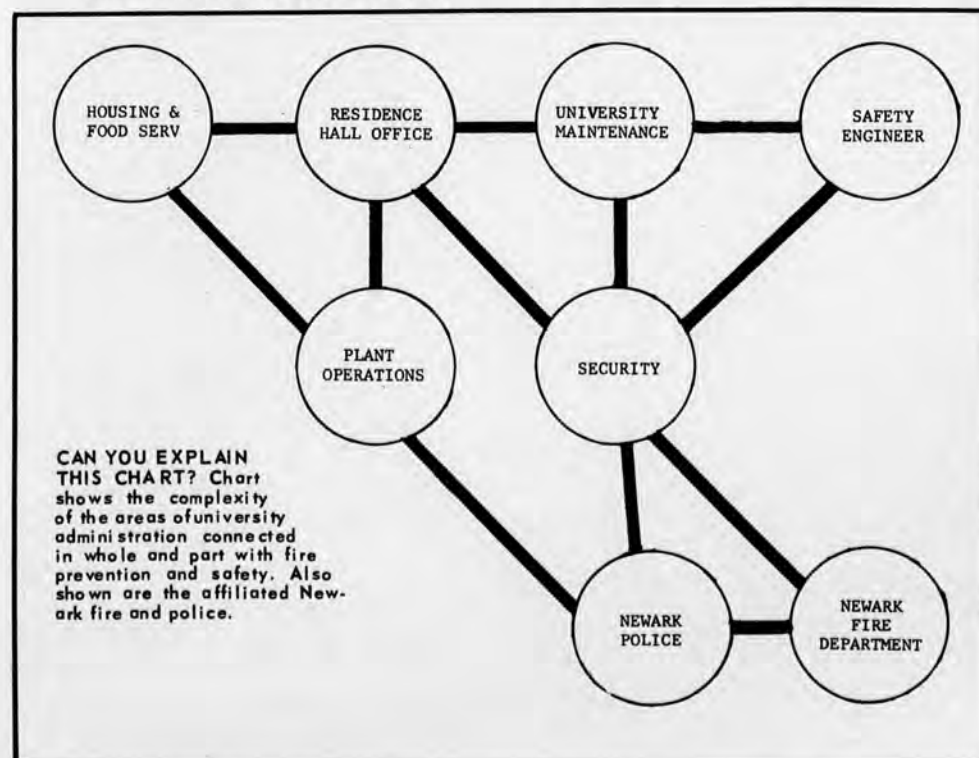 HOUSING &
FOOD SERV
RESIDENCE
HALL OFFICE
UNIVERSITY
MAINTENANCE
SAFETY
ENGINEER
PLANT
OPERATIONS
SECURITY
CAN YOU EXPLAIN
THIS CHART? Chart
shows the complexity
of the areas ofuniversity
administration connected
in whole and part with fire
prevention and safety. Also
shown are the affiliated New-
ark fire and police.
NEWARK
POLICE
NEWARK
FIRE
DEPARTMENT